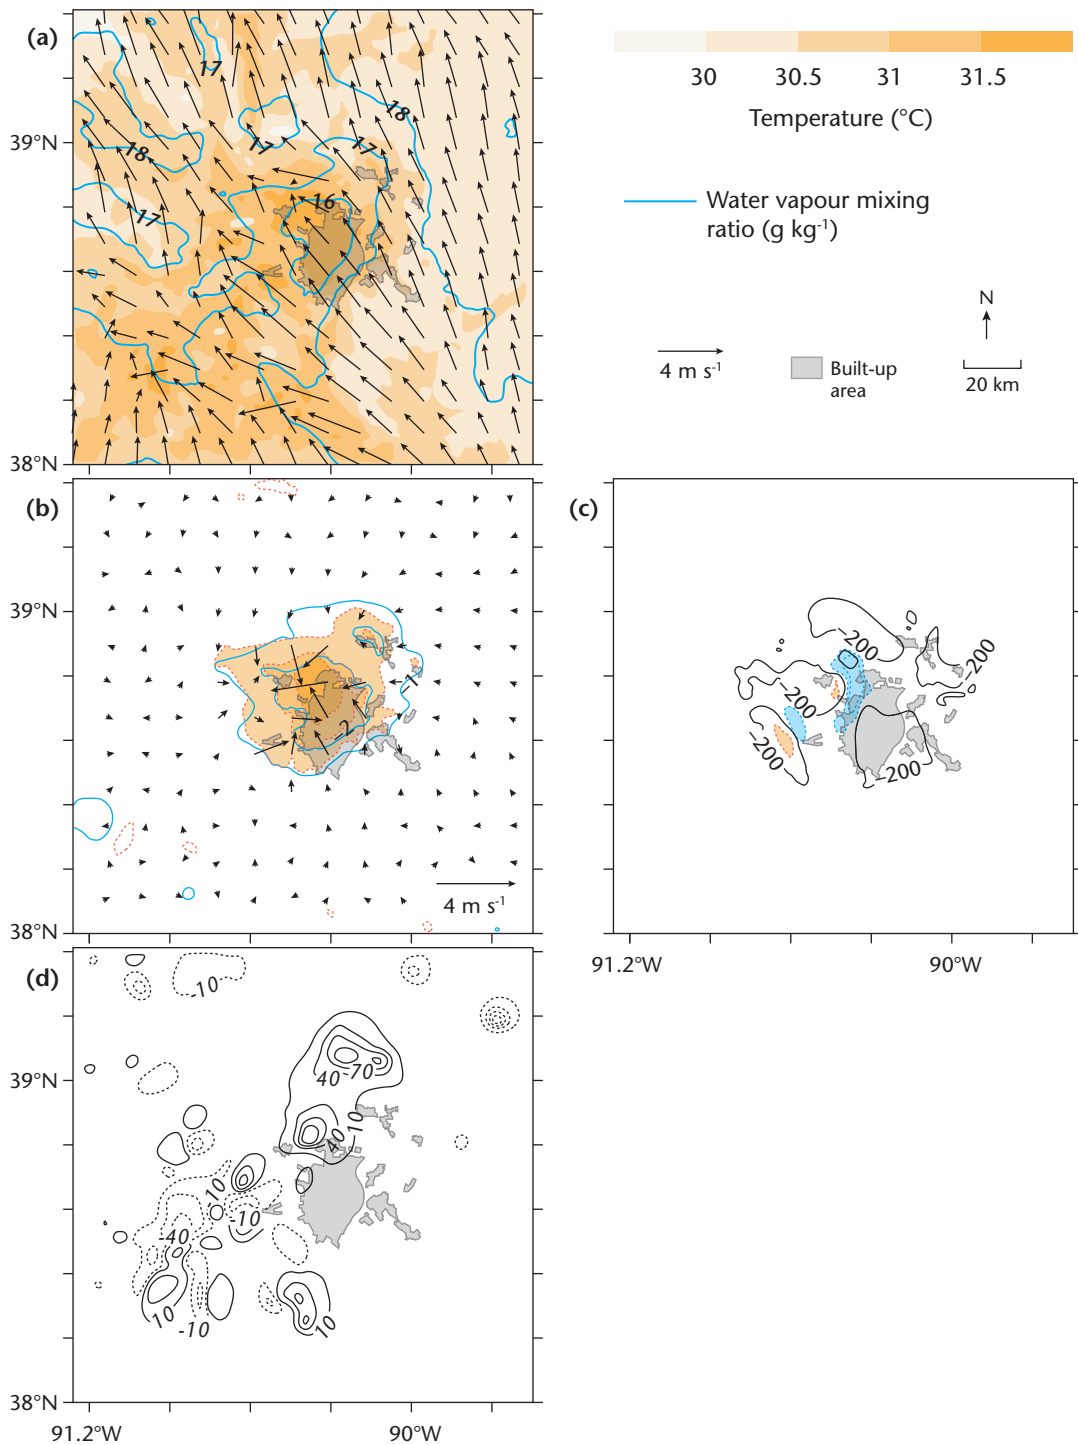 (a)
17
18
17
18
17
17
16
39°N
38°N
30 30.5 31 31.5
Temperature (°C)
Water vapour mixing
ratio (g kg⁻¹)
4 m s⁻¹
Built-up
area
N
20 km
(b)
39°N
38°N
-1
-2
4 m s⁻¹
(c)
-200
-200
-200
-200
-200
91.2°W 90°W
(d)
-10
40 -70
40
10
-10
-10
-40
10
-10
10
39°N
38°N
91.2°W 90°W